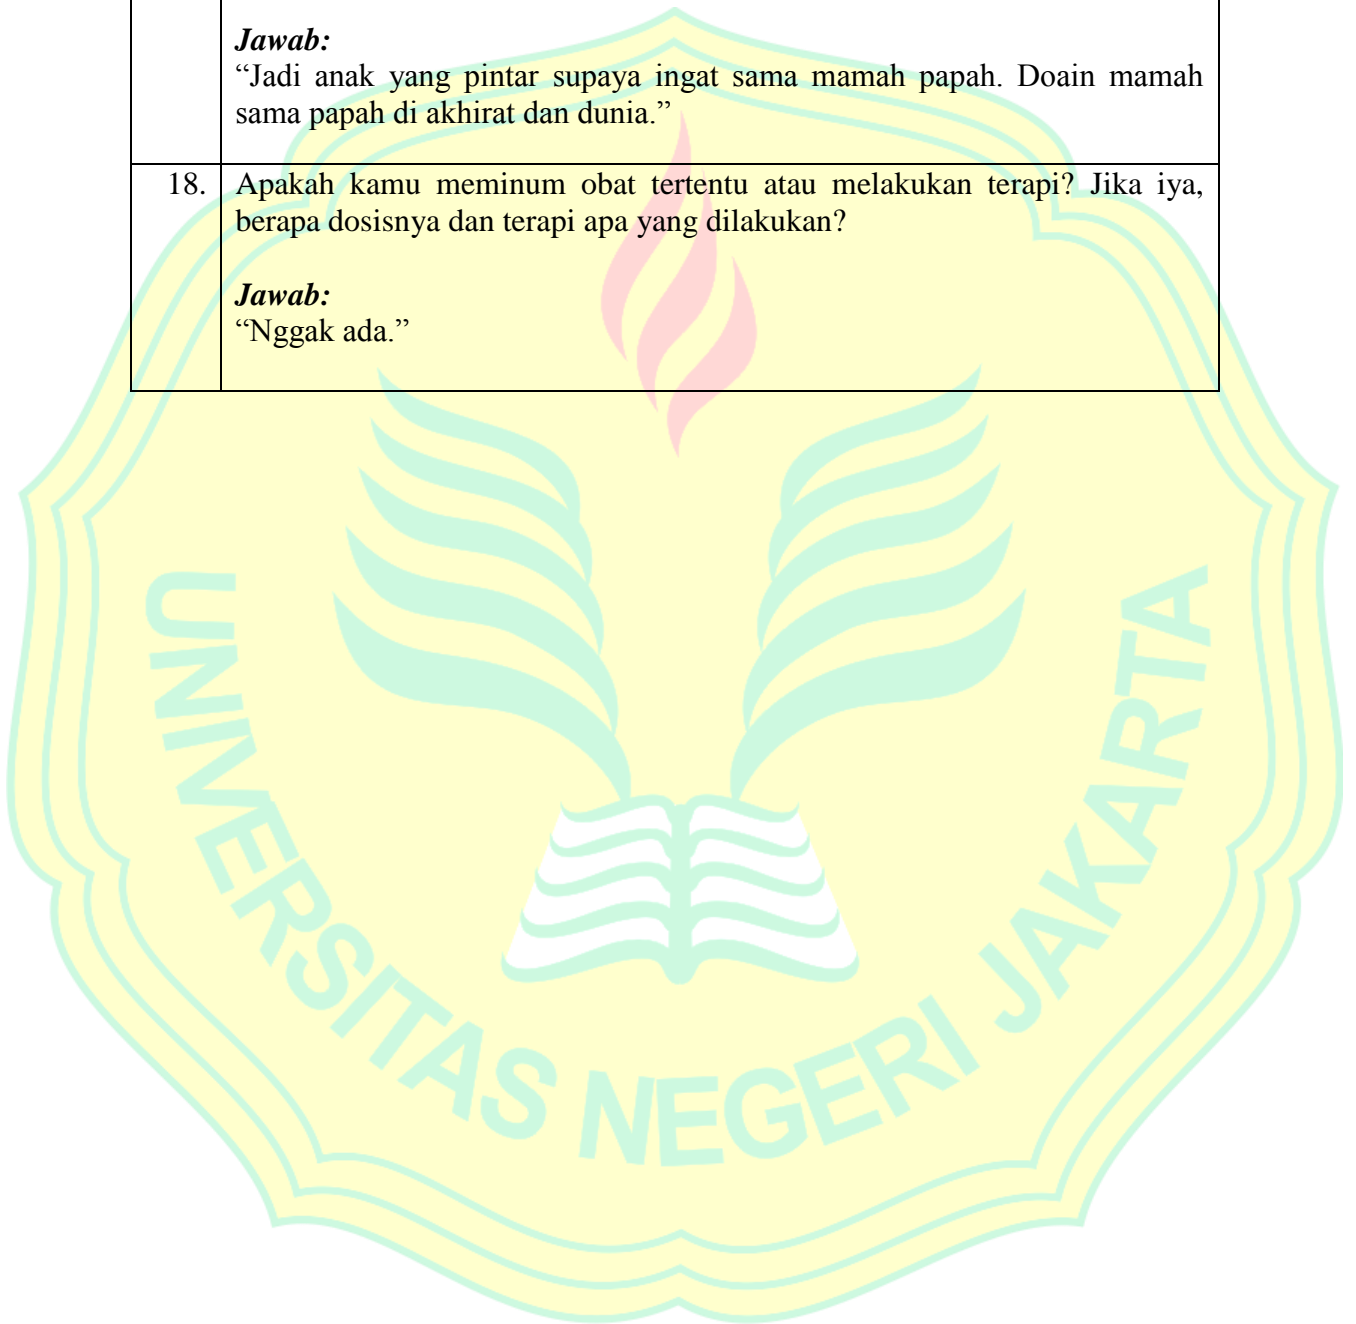 Jawab:
“Jadi anak yang pintar supaya ingat sama mamah papah. Doain mamah
sama papah di akhirat dan dunia.”
18. Apakah kamu meminum obat tertentu atau melakukan terapi? Jika iya,
berapa dosisnya dan terapi apa yang dilakukan?
Jawab:
“Nggak ada.”
UNIVERSITAS NEGERI JAKARTA